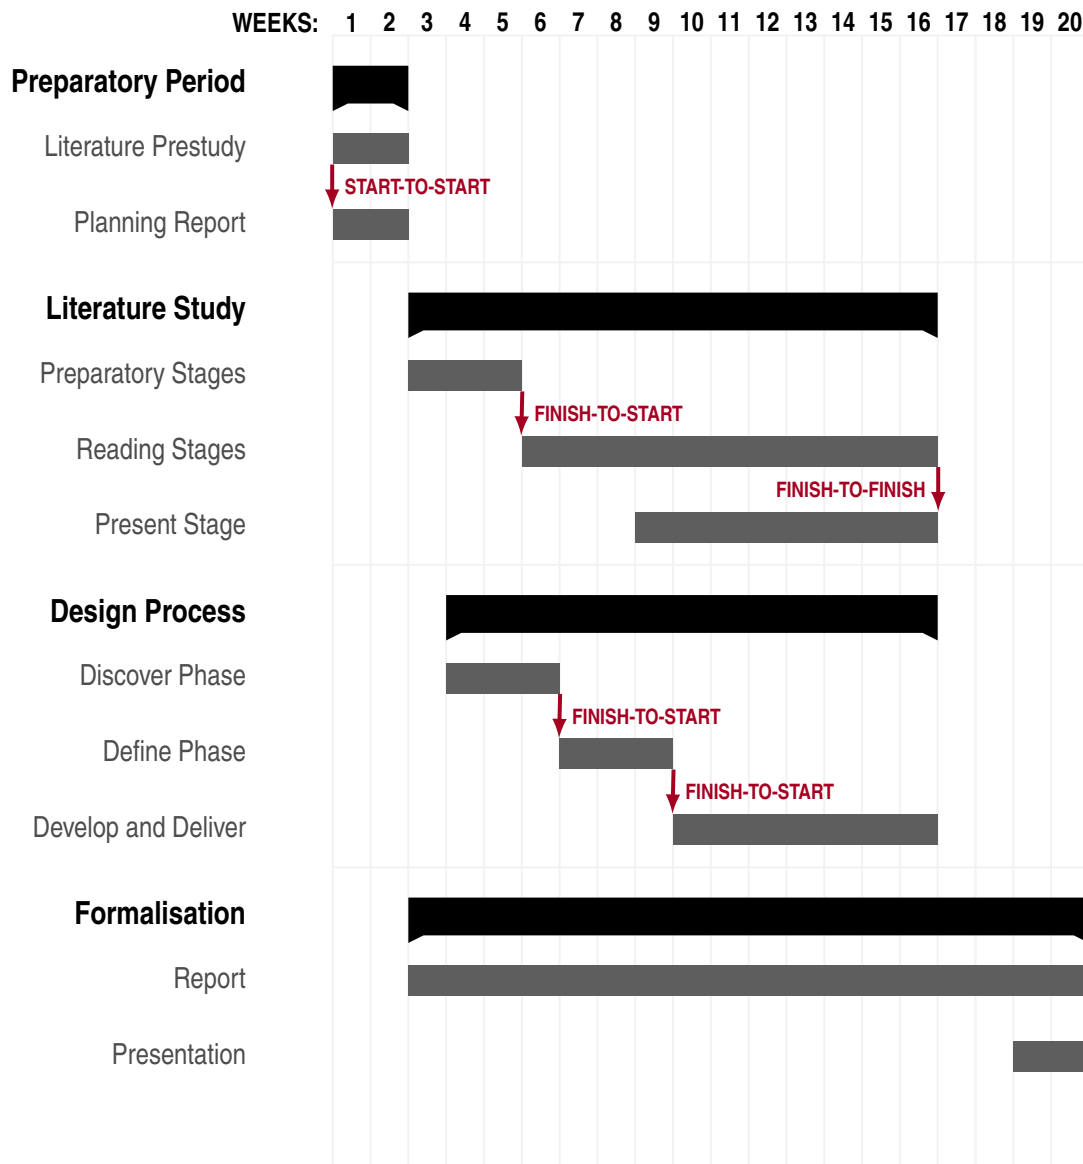 WEEKS: 1 2 3 4 5 6 7 8 9 10 11 12 13 14 15 16 17 18 19 20
Preparatory Period
Literature Prestudy
START-TO-START
Planning Report
Literature Study
Preparatory Stages
FINISH-TO-START
Reading Stages
FINISH-TO-FINISH
Present Stage
Design Process
Discover Phase
FINISH-TO-START
Define Phase
FINISH-TO-START
Develop and Deliver
Formalisation
Report
Presentation